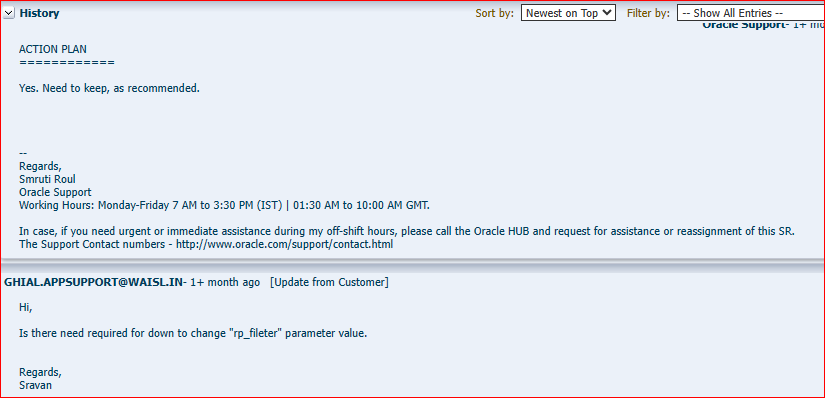 History
Sort by: Newest on Top Filter by: -- Show All Entries --
Oracle Support- 1+ mo
ACTION PLAN
============
Yes. Need to keep, as recommended.
--
Regards,
Smruti Roul
Oracle Support
Working Hours: Monday-Friday 7 AM to 3:30 PM (IST) | 01:30 AM to 10:00 AM GMT.
In case, if you need urgent or immediate assistance during my off-shift hours, please call the Oracle HUB and request for assistance or reassignment of this SR.
The Support Contact numbers - http://www.oracle.com/support/contact.html
GHIAL.APPSUPPORT@WAISL.IN- 1+ month ago [Update from Customer]
Hi,
Is there need required for down to change "rp_fileter" parameter value.
Regards,
Sravan